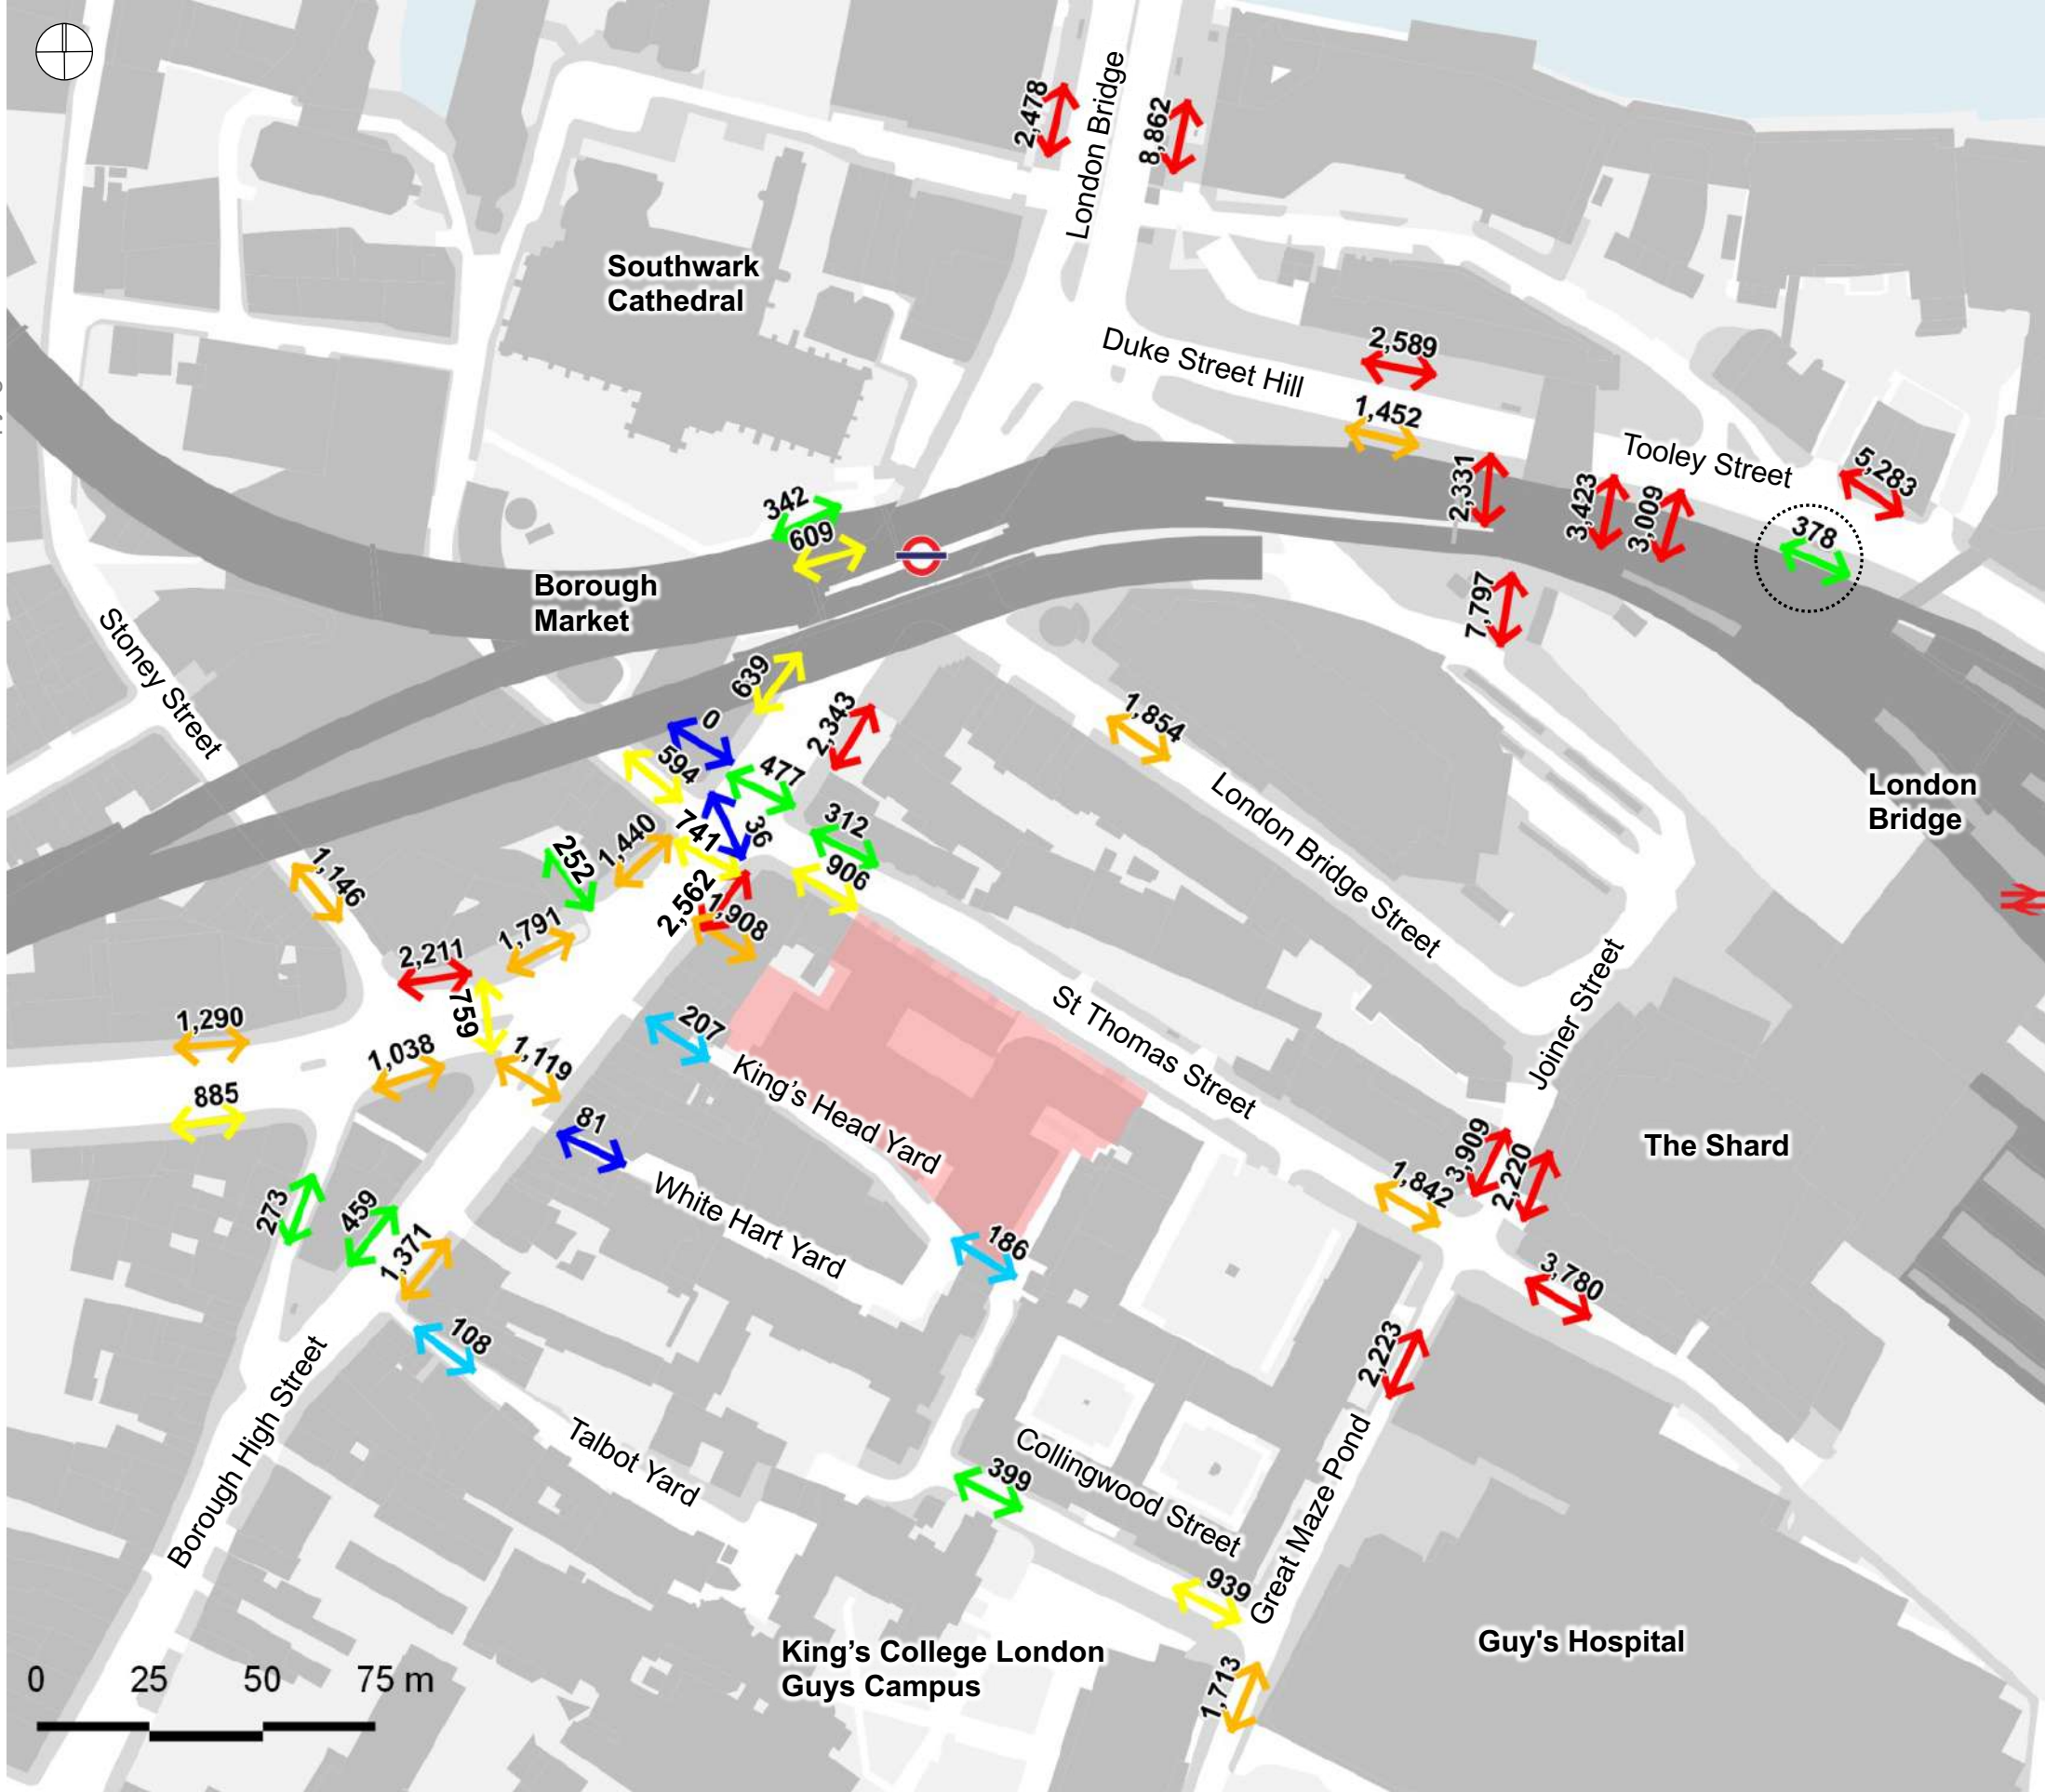 2,478
London Bridge
8,862
Southwark
Cathedral
Duke Street Hill
2,589
1,452
Tooley Street
5,283
2,331
3,423
3,009
378
342
609
Borough
Market
7,797
Stoney Street
639
0
2,343
1,854
594
477
London Bridge Street
London
Bridge
36
312
741
1,440
252
906
1,146
2,562
1,908
1,791
2,211
759
St Thomas Street
Joiner Street
1,290
207
1,038
1,119
King's Head Yard
885
81
The Shard
3,909
2,220
1,842
White Hart Yard
273
459
1,371
186
3,780
108
2,223
Borough High Street
Talbot Yard
Collingwood Street
399
Great Maze Pond
939
King's College London
Guys Campus
Guy's Hospital
1,713
0 25 50 75 m